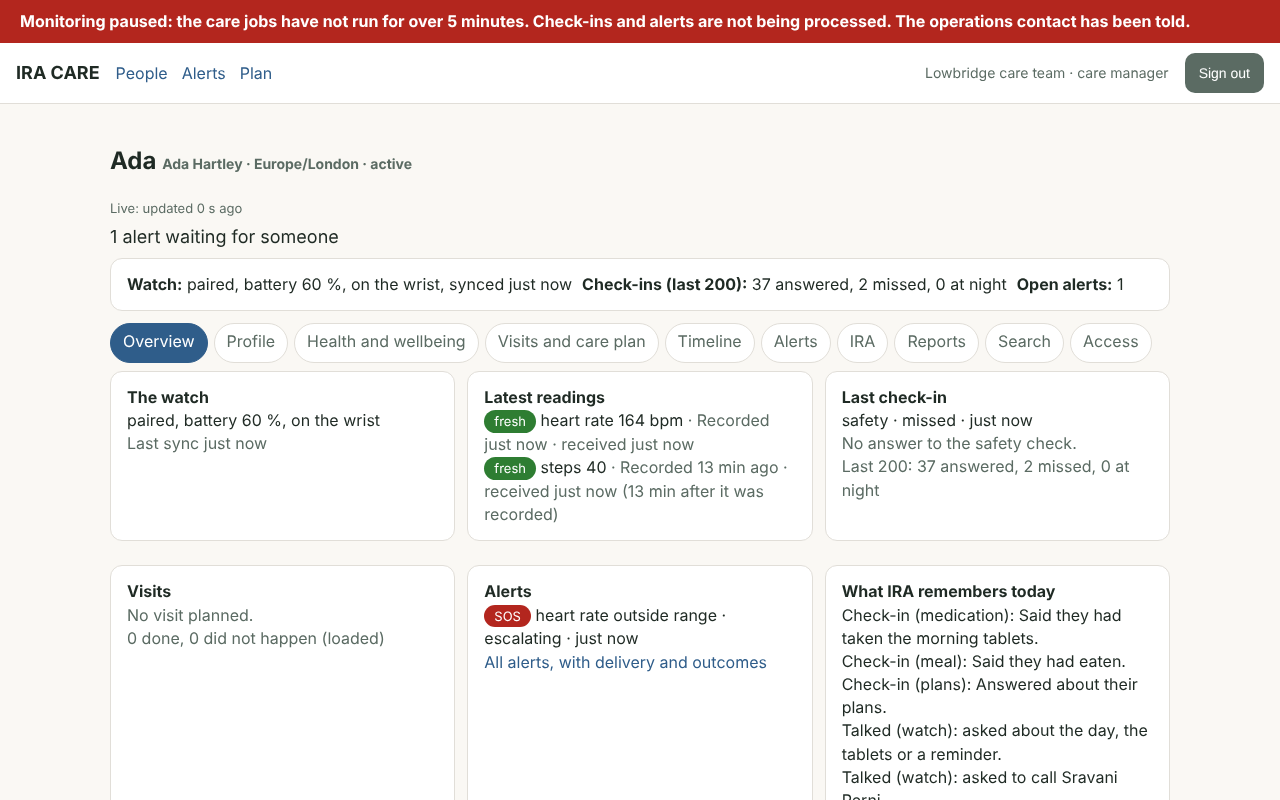 Monitoring paused: the care jobs have not run for over 5 minutes. Check-ins and alerts are not being processed. The operations contact has been told.
IRA CARE People Alerts Plan Lowbridge care team · care manager Sign out
Ada Ada Hartley · Europe/London · active
Live: updated 0 s ago
1 alert waiting for someone
Watch: paired, battery 60 %, on the wrist, synced just now Check-ins (last 200): 37 answered, 2 missed, 0 at night Open alerts: 1
Overview Profile Health and wellbeing Visits and care plan Timeline Alerts IRA Reports Search Access
The watch
paired, battery 60 %, on the wrist
Last sync just now
Latest readings
fresh heart rate 164 bpm · Recorded
just now · received just now
fresh steps 40 · Recorded 13 min ago ·
received just now (13 min after it was
recorded)
Last check-in
safety · missed · just now
No answer to the safety check.
Last 200: 37 answered, 2 missed, 0 at
night
Visits
No visit planned.
0 done, 0 did not happen (loaded)
Alerts
SOS heart rate outside range ·
escalating · just now
All alerts, with delivery and outcomes
What IRA remembers today
Check-in (medication): Said they had
taken the morning tablets.
Check-in (meal): Said they had eaten.
Check-in (plans): Answered about their
plans.
Talked (watch): asked about the day, the
tablets or a reminder.
Talked (watch): asked to call Sravani